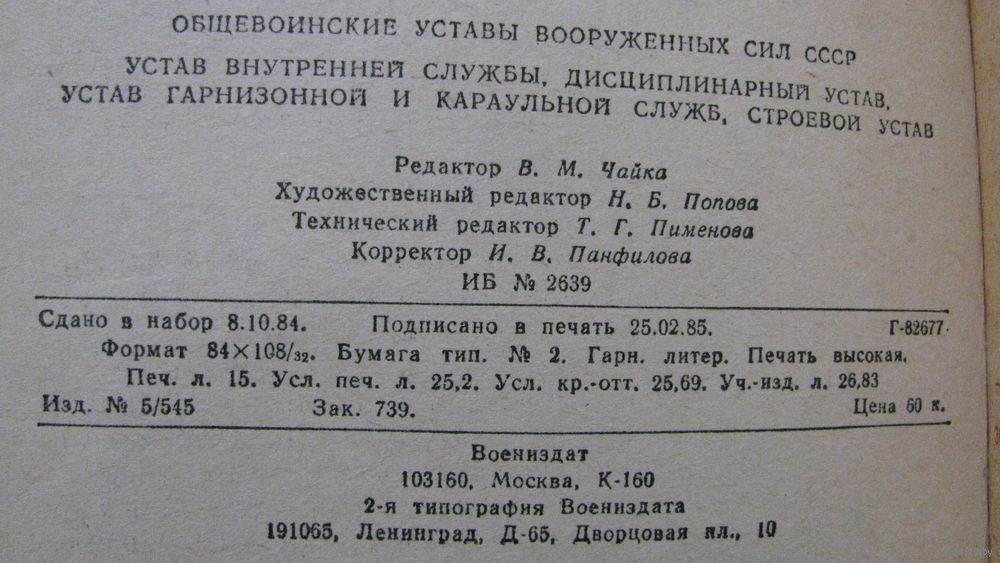 ОБЩЕВОИНСКИЕ УСТАВЫ ВООРУЖЕННЫХ СИЛ СССР
УСТАВ ВНУТРЕННЕЙ СЛУЖБЫ, ДИСЦИПЛИНАРНЫЙ УСТАВ,
УСТАВ ГАРНИЗОННОЙ И КАРАУЛЬНОЙ СЛУЖБ, СТРОЕВОЙ УСТАВ
Редактор В. М. Чайка
Художественный редактор Н. Б. Попова
Технический редактор Т. Г. Пименова
Корректор И. В. Панфилова
ИБ № 2639
Сдано в набор 8.10.84. Подписано в печать 25.02.85. Г-82677.
Формат 84×108/32. Бумага тип. № 2. Гарн. литер. Печать высокая.
Печ. л. 15. Усл. печ. л. 25,2. Усл. кр.-отт. 25,69. Уч.-изд. л. 26,83
Изд. № 5/545 Зак. 739. Цена 60 к.
Воениздат
103160, Москва, К-160
2-я типография Воениздата
191065, Ленинград, Д-65, Дворцовая пл., 10